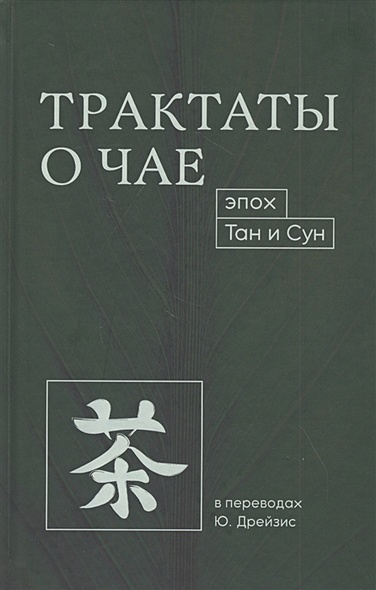 ТРАКТАТЫ
О ЧАЕ
эпох
Тан и Сун
茶
в переводах
Ю. Дрейзис